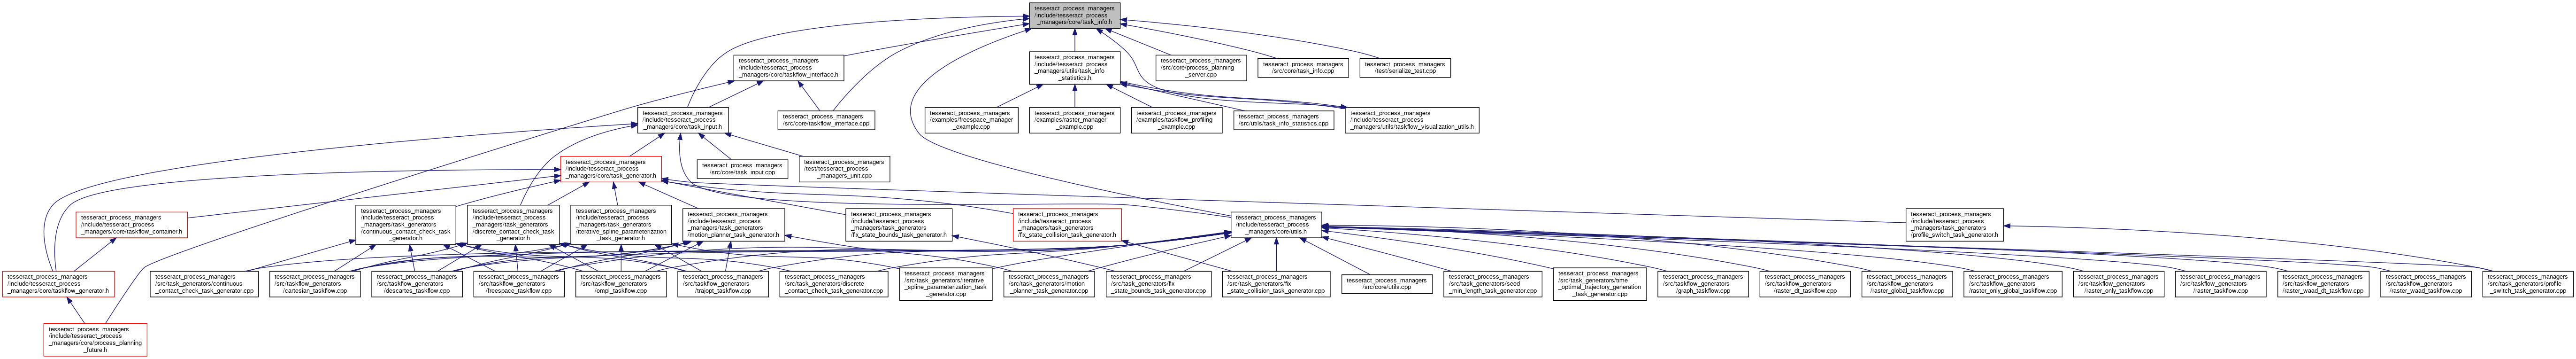 tesseract_process_managers
/include/tesseract_process
_managers/core/task_info.h
tesseract_process_managers
/include/tesseract_process
_managers/core/taskflow_interface.h
tesseract_process_managers
/include/tesseract_process
_managers/utils/task_info
_statistics.h
tesseract_process_managers
/src/core/process_planning
_server.cpp
tesseract_process_managers
/src/core/task_info.cpp
tesseract_process_managers
/test/serialize_test.cpp
tesseract_process_managers
/include/tesseract_process
_managers/core/task_input.h
tesseract_process_managers
/src/core/taskflow_interface.cpp
tesseract_process_managers
/examples/freespace_manager
_example.cpp
tesseract_process_managers
/examples/raster_manager
_example.cpp
tesseract_process_managers
/examples/taskflow_profiling
_example.cpp
tesseract_process_managers
/src/utils/task_info_statistics.cpp
tesseract_process_managers
/include/tesseract_process
_managers/utils/taskflow_visualization_utils.h
tesseract_process_managers
/include/tesseract_process
_managers/core/task_generator.h
tesseract_process_managers
/src/core/task_input.cpp
tesseract_process_managers
/test/tesseract_process
_managers_unit.cpp
tesseract_process_managers
/include/tesseract_process
_managers/core/taskflow_container.h
tesseract_process_managers
/include/tesseract_process
_managers/task_generators
/continuous_contact_check_task
_generator.h
tesseract_process_managers
/include/tesseract_process
_managers/task_generators
/discrete_contact_check_task
_generator.h
tesseract_process_managers
/include/tesseract_process
_managers/task_generators
/iterative_spline_parameterization
_task_generator.h
tesseract_process_managers
/include/tesseract_process
_managers/task_generators
/motion_planner_task_generator.h
tesseract_process_managers
/include/tesseract_process
_managers/task_generators
/fix_state_bounds_task_generator.h
tesseract_process_managers
/include/tesseract_process
_managers/task_generators
/fix_state_collision_task_generator.h
tesseract_process_managers
/include/tesseract_process
_managers/core/utils.h
tesseract_process_managers
/include/tesseract_process
_managers/task_generators
/profile_switch_task_generator.h
tesseract_process_managers
/include/tesseract_process
_managers/core/taskflow_generator.h
tesseract_process_managers
/src/task_generators/continuous
_contact_check_task_generator.cpp
tesseract_process_managers
/src/taskflow_generators
/cartesian_taskflow.cpp
tesseract_process_managers
/src/taskflow_generators
/descartes_taskflow.cpp
tesseract_process_managers
/src/taskflow_generators
/freespace_taskflow.cpp
tesseract_process_managers
/src/taskflow_generators
/ompl_taskflow.cpp
tesseract_process_managers
/src/taskflow_generators
/trajopt_taskflow.cpp
tesseract_process_managers
/src/task_generators/discrete
_contact_check_task_generator.cpp
tesseract_process_managers
/src/task_generators/iterative
_spline_parameterization_task
_generator.cpp
tesseract_process_managers
/src/task_generators/motion
_planner_task_generator.cpp
tesseract_process_managers
/src/task_generators/fix
_state_bounds_task_generator.cpp
tesseract_process_managers
/src/task_generators/fix
_state_collision_task_generator.cpp
tesseract_process_managers
/src/core/utils.cpp
tesseract_process_managers
/src/task_generators/seed
_min_length_task_generator.cpp
tesseract_process_managers
/src/task_generators/time
_optimal_trajectory_generation
_task_generator.cpp
tesseract_process_managers
/src/taskflow_generators
/graph_taskflow.cpp
tesseract_process_managers
/src/taskflow_generators
/raster_dt_taskflow.cpp
tesseract_process_managers
/src/taskflow_generators
/raster_global_taskflow.cpp
tesseract_process_managers
/src/taskflow_generators
/raster_only_global_taskflow.cpp
tesseract_process_managers
/src/taskflow_generators
/raster_only_taskflow.cpp
tesseract_process_managers
/src/taskflow_generators
/raster_taskflow.cpp
tesseract_process_managers
/src/taskflow_generators
/raster_waad_dt_taskflow.cpp
tesseract_process_managers
/src/taskflow_generators
/raster_waad_taskflow.cpp
tesseract_process_managers
/src/task_generators/profile
_switch_task_generator.cpp
tesseract_process_managers
/include/tesseract_process
_managers/core/process_planning
_future.h